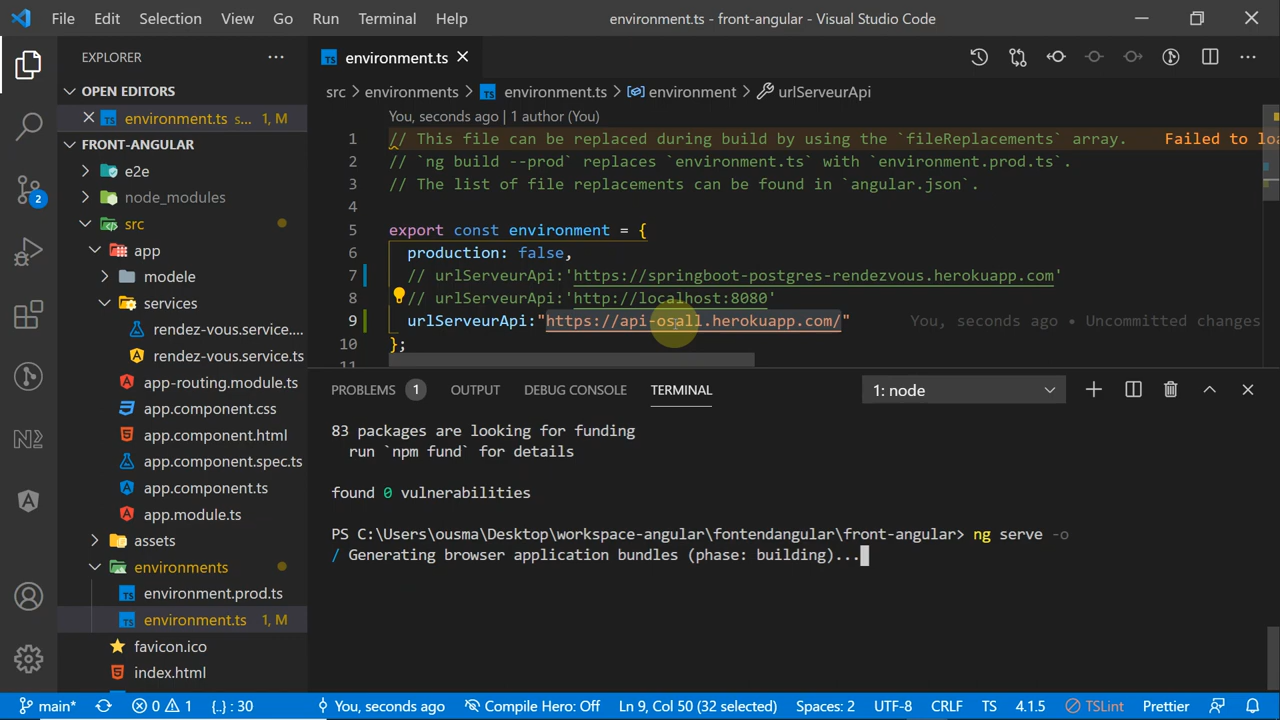 File Edit Selection View Go Run Terminal Help environment.ts - front-angular - Visual Studio Code
EXPLORER
environment.ts
OPEN EDITORS
src environments environment.ts environment urlServeurApi
environment.ts s... 1, M
You, seconds ago | 1 author (You)
FRONT-ANGULAR
1 // This file can be replaced during build by using the `fileReplacements` array. Failed to loa
2 // `ng build --prod` replaces `environment.ts` with `environment.prod.ts`.
3 // The list of file replacements can be found in `angular.json`.
4
5 export const environment = {
6 production: false,
7 // urlServeurApi:'https://springboot-postgres-rendezvous.herokuapp.com'
8 // urlServeurApi:'http://localhost:8080'
9 urlServeurApi:"https://api-osall.herokuapp.com/" You, seconds ago • Uncommitted changes
10 };
11
e2e
node_modules
src
app
modele
services
rendez-vous.service....
rendez-vous.service.ts
app-routing.module.ts
app.component.css
app.component.html
app.component.spec.ts
app.component.ts
app.module.ts
assets
environments
environment.prod.ts
environment.ts 1, M
favicon.ico
index.html
2
PROBLEMS 1 OUTPUT DEBUG CONSOLE TERMINAL 1: node
83 packages are looking for funding
run `npm fund` for details
found 0 vulnerabilities
PS C:\Users\ousma\Desktop\workspace-angular\fontendangular\front-angular> ng serve -o
/ Generating browser application bundles (phase: building)...
main* 0 1 {..} : 30 You, seconds ago Compile Hero: Off Ln 9, Col 50 (32 selected) Spaces: 2 UTF-8 CRLF TS 4.1.5 TSLint Prettier